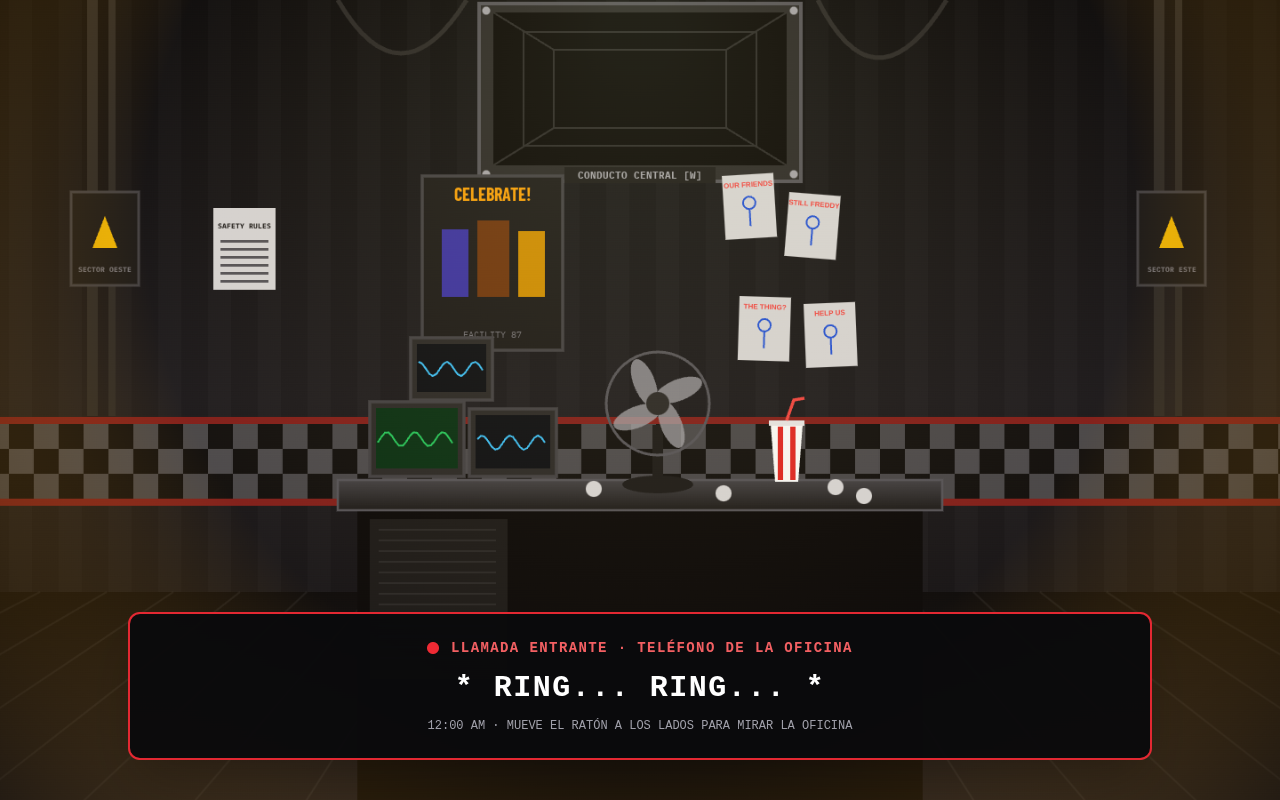 CONDUCTO CENTRAL [W]
CELEBRATE!
FACILITY 87
OUR FRIENDS
STILL FREDDY
THE THING?
HELP US
SAFETY RULES
SECTOR OESTE
SECTOR ESTE
LLAMADA ENTRANTE · TELÉFONO DE LA OFICINA
* RING... RING... *
12:00 AM · MUEVE EL RATÓN A LOS LADOS PARA MIRAR LA OFICINA